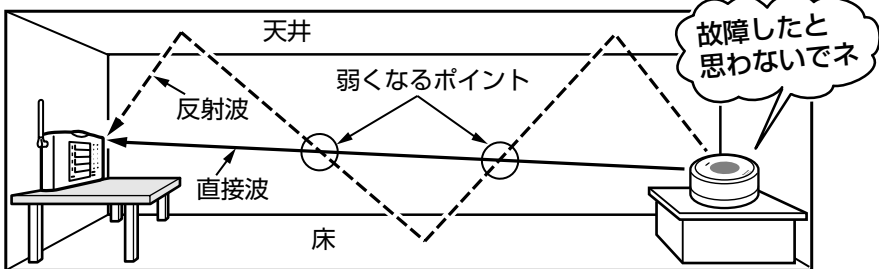 天井
故障したと
思わないでネ
弱くなるポイント
反射波
直接波
床